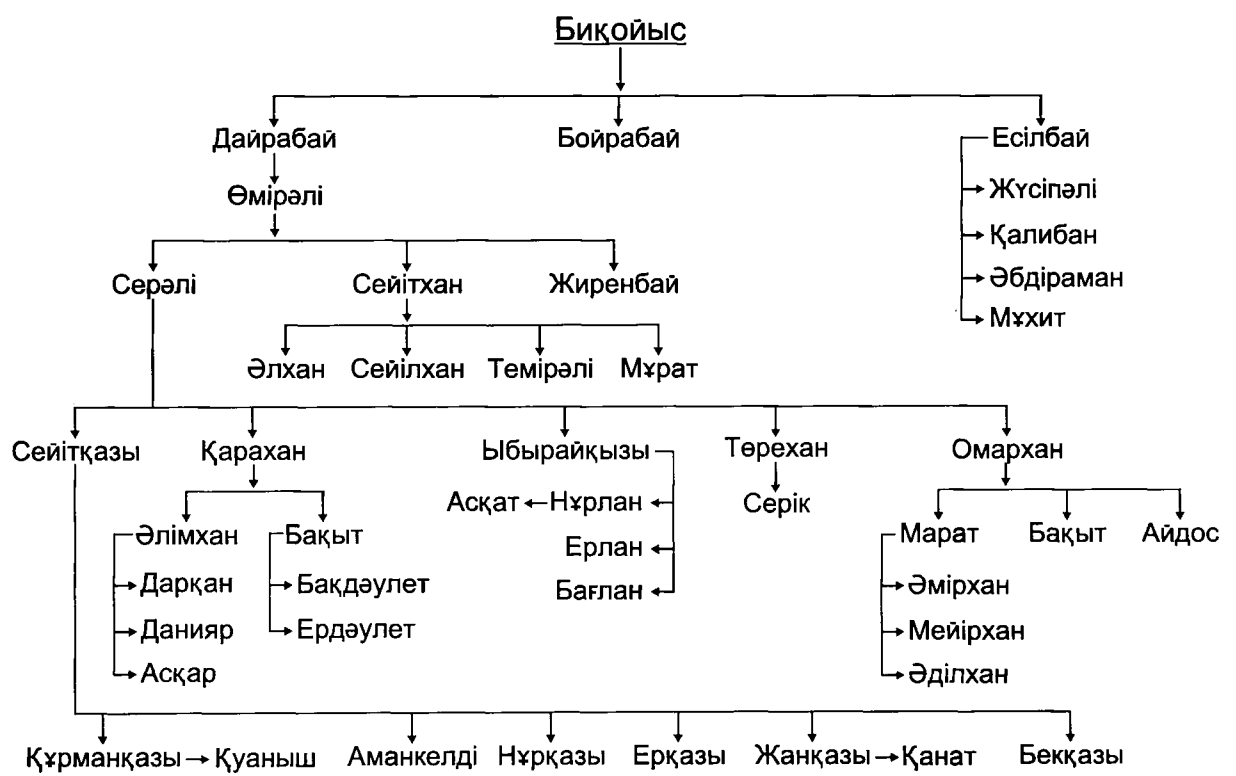 Биқойыс
Дайрабай Бойрабай Есілбай
Жүсіпәлі
Өмірәлі
Қалибан
Серәлі Сейітхан Жиренбай Әбдіраман
Мұхит
Әлхан Сейілхан Темірәлі Мұрат
Сейітқазы Қарахан Ыбырайқызы Төрехан Омархан
Асқат Нұрлан Серік
Әлімхан Бақыт Ерлан Марат Бақыт Айдос
Дарқан Бақдәулет Бағлан Әмірхан
Данияр Ердәулет Мейірхан
Асқар Әділхан
Құрманқазы Қуаныш Аманкелді Нұрқазы Ерқазы Жанқазы Қанат Бекқазы